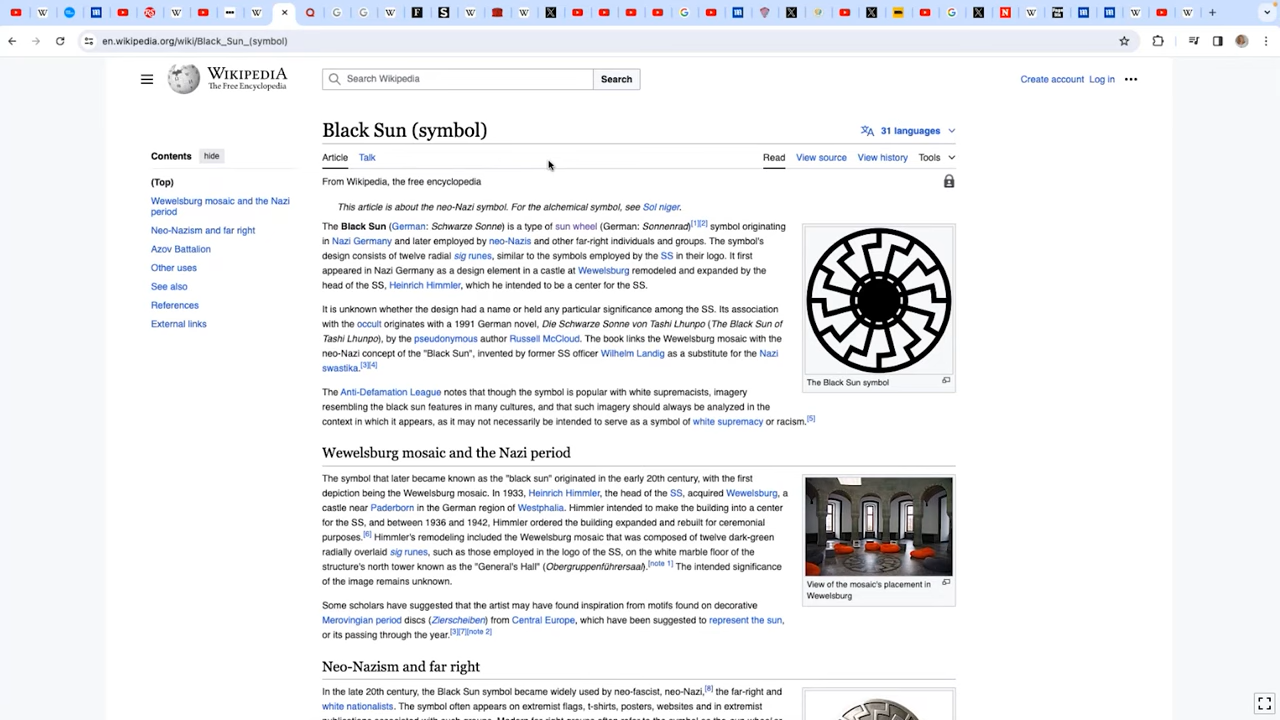 en.wikipedia.org/wiki/Black_Sun_(symbol)
WIKIPEDIA
The Free Encyclopedia
Search Wikipedia
Search
Create account Log in
Black Sun (symbol)
31 languages
Contents hide
Article Talk
Read View source View history Tools
(Top)
Wewelsburg mosaic and the Nazi
period
Neo-Nazism and far right
Azov Battalion
Other uses
See also
References
External links
From Wikipedia, the free encyclopedia
This article is about the neo-Nazi symbol. For the alchemical symbol, see Sol niger.
The Black Sun (German: Schwarze Sonne) is a type of sun wheel (German: Sonnenrad)[1][2] symbol originating
in Nazi Germany and later employed by neo-Nazis and other far-right individuals and groups. The symbol's
design consists of twelve radial sig runes, similar to the symbols employed by the SS in their logo. It first
appeared in Nazi Germany as a design element in a castle at Wewelsburg remodeled and expanded by the
head of the SS, Heinrich Himmler, which he intended to be a center for the SS.
It is unknown whether the design had a name or held any particular significance among the SS. Its association
with the occult originates with a 1991 German novel, Die Schwarze Sonne von Tashi Lhunpo (The Black Sun of
Tashi Lhunpo), by the pseudonymous author Russell McCloud. The book links the Wewelsburg mosaic with the
neo-Nazi concept of the "Black Sun", invented by former SS officer Wilhelm Landig as a substitute for the Nazi
swastika.[3][4]
The Black Sun symbol
The Anti-Defamation League notes that though the symbol is popular with white supremacists, imagery
resembling the black sun features in many cultures, and that such imagery should always be analyzed in the
context in which it appears, as it may not necessarily be intended to serve as a symbol of white supremacy or racism.[5]
Wewelsburg mosaic and the Nazi period
The symbol that later became known as the "black sun" originated in the early 20th century, with the first
depiction being the Wewelsburg mosaic. In 1933, Heinrich Himmler, the head of the SS, acquired Wewelsburg, a
castle near Paderborn in the German region of Westphalia. Himmler intended to make the building into a center
for the SS, and between 1936 and 1942, Himmler ordered the building expanded and rebuilt for ceremonial
purposes.[6] Himmler's remodeling included the Wewelsburg mosaic that was composed of twelve dark-green
radially overlaid sig runes, such as those employed in the logo of the SS, on the white marble floor of the
structure's north tower known as the "General's Hall" (Obergruppenführersaal).[note 1] The intended significance
of the image remains unknown.
View of the mosaic's placement in
Wewelsburg
Some scholars have suggested that the artist may have found inspiration from motifs found on decorative
Merovingian period discs (Zierscheiben) from Central Europe, which have been suggested to represent the sun,
or its passing through the year.[3][7][note 2]
Neo-Nazism and far right
In the late 20th century, the Black Sun symbol became widely used by neo-fascist, neo-Nazi,[8] the far-right and
white nationalists. The symbol often appears on extremist flags, t-shirts, posters, websites and in extremist